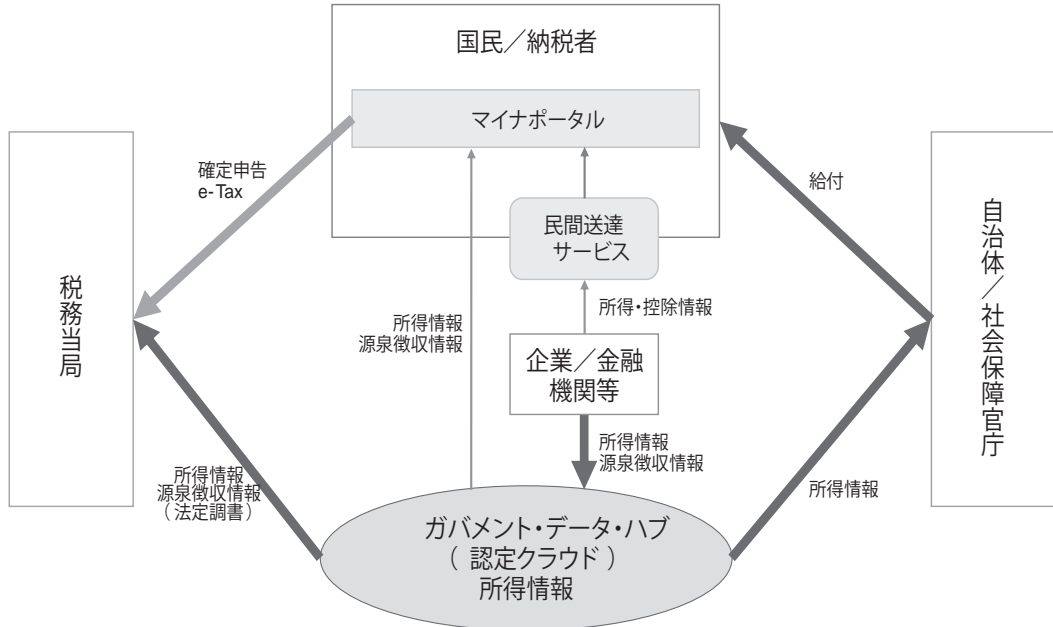 国民／納税者
マイナポータル
確定申告
e-Tax
給付
民間送達
サービス
税務当局
自治体／社会保障官庁
所得・控除情報
所得情報
源泉徴収情報
企業／金融
機関等
所得情報
源泉徴収情報
所得情報
源泉徴収情報
（法定調書）
所得情報
ガバメント・データ・ハブ
（認定クラウド）
所得情報